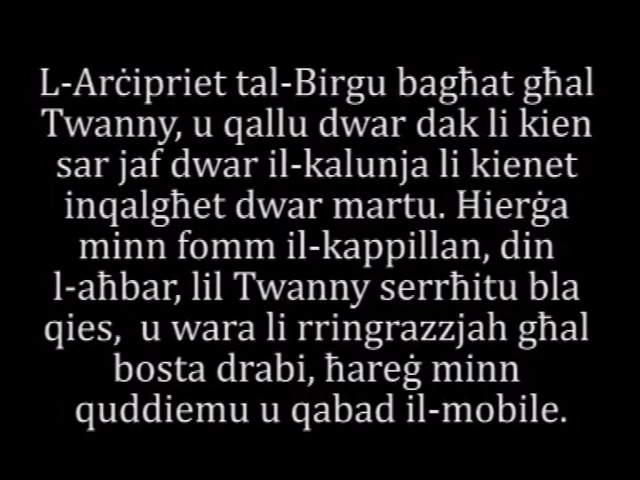 L-Arċipriet tal-Birgu bagħat għal
Twanny, u qallu dwar dak li kien
sar jaf dwar il-kalunja li kienet
inqalgħet dwar martu. Ħierġa
minn fomm il-kappillan, din
l-aħbar, lil Twanny serrħitu bla
qies,  u wara li rringrazzjah għal
bosta drabi, ħareġ minn
quddiemu u qabad il-mobile.